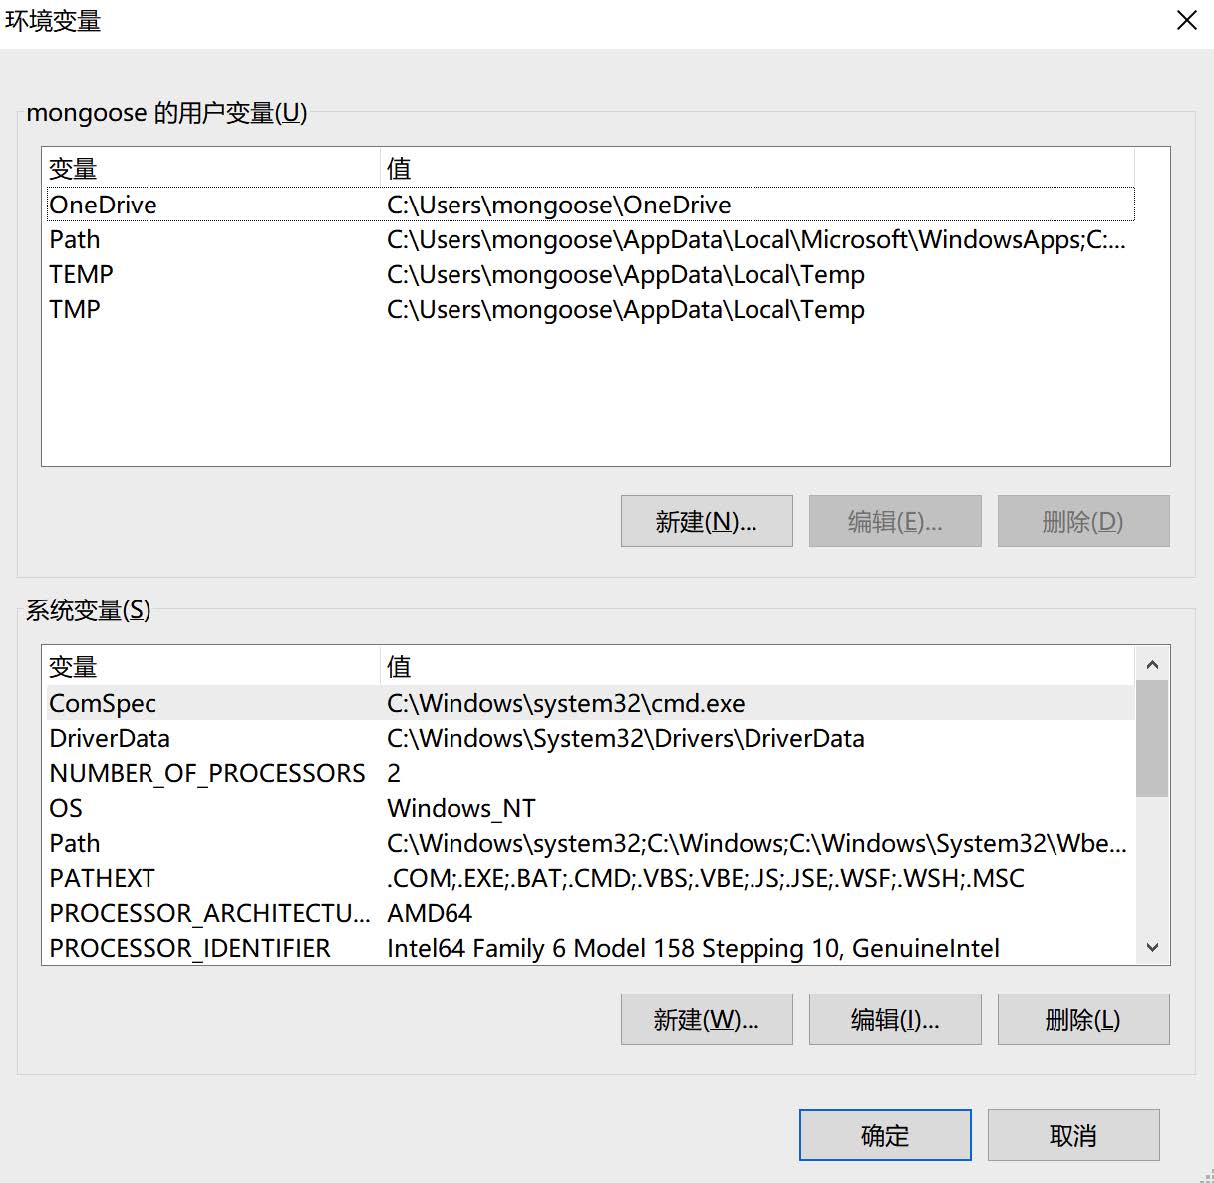 环境变量
mongoose 的用户变量(U)
变量 值
OneDrive C:\Users\mongoose\OneDrive
Path C:\Users\mongoose\AppData\Local\Microsoft\WindowsApps;C:...
TEMP C:\Users\mongoose\AppData\Local\Temp
TMP C:\Users\mongoose\AppData\Local\Temp
新建(N)... 编辑(E)... 删除(D)
系统变量(S)
变量 值
ComSpec C:\Windows\system32\cmd.exe
DriverData C:\Windows\System32\Drivers\DriverData
NUMBER_OF_PROCESSORS 2
OS Windows_NT
Path C:\Windows\system32;C:\Windows;C:\Windows\System32\Wbe...
PATHEXT .COM;.EXE;.BAT;.CMD;.VBS;.VBE;.JS;.JSE;.WSF;.WSH;.MSC
PROCESSOR_ARCHITECTU... AMD64
PROCESSOR_IDENTIFIER Intel64 Family 6 Model 158 Stepping 10, GenuineIntel
新建(W)... 编辑(I)... 删除(L)
确定 取消